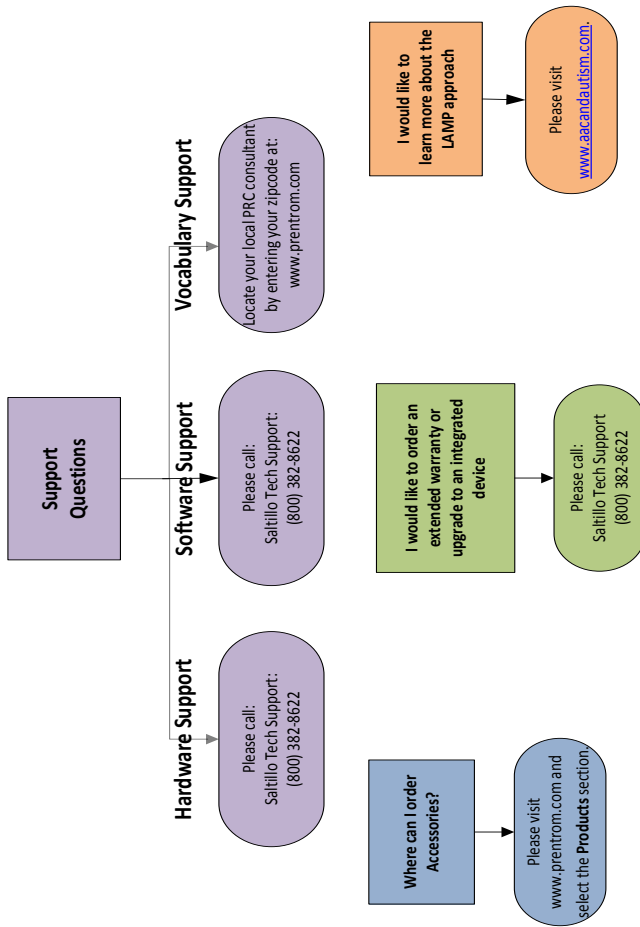 Support
Questions
Hardware Support
Software Support
Vocabulary Support
Please call:
Saltillo Tech Support:
(800) 382-8622
Please call:
Saltillo Tech Support:
(800) 382-8622
Locate your local PRC consultant
by entering your zipcode at:
www.prentrom.com
Where can I order
Accessories?
Please visit
www.prentrom.com and
select the Products section.
I would like to order an
extended warranty or
upgrade to an integrated
device
Please call:
Saltillo Tech Support:
(800) 382-8622
I would like to
learn more about the
LAMP approach
Please visit
www.aacandautism.com.